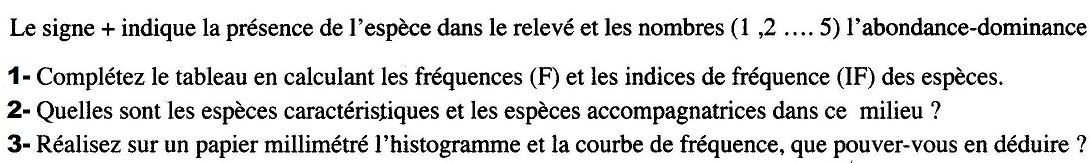 Le signe + indique la présence de l'espèce dans le relevé et les nombres (1 ,2 .... 5) l'abondance-dominance
1- Complétez le tableau en calculant les fréquences (F) et les indices de fréquence (IF) des espèces.
2- Quelles sont les espèces caractéristiques et les espèces accompagnatrices dans ce milieu ?
3- Réalisez sur un papier millimétré l'histogramme et la courbe de fréquence, que pouver-vous en déduire ?